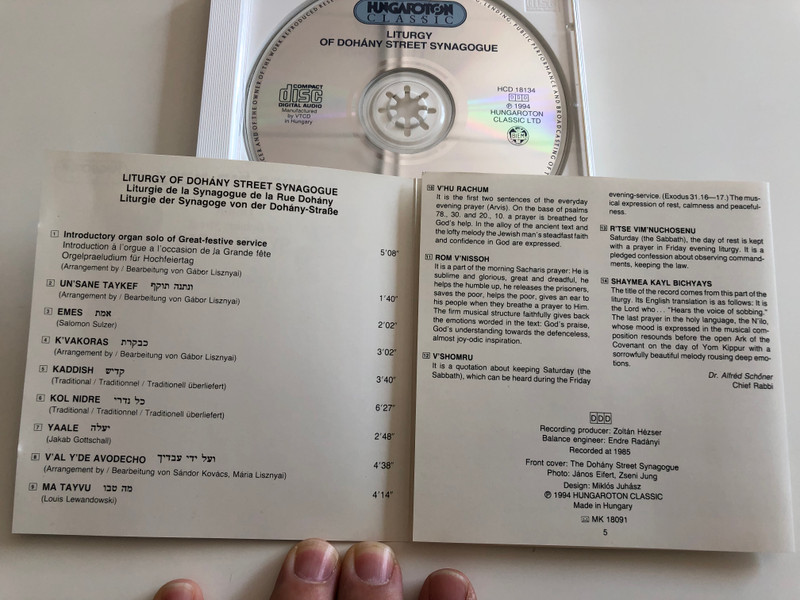 HUNGAROTON
CLASSIC
LITURGY
OF DOHÁNY STREET SYNAGOGUE
COMPACT
disc
DIGITAL AUDIO
Manufactured
by VTCD
in Hungary
HCD 18134
DDD
℗ 1994
HUNGAROTON
CLASSIC LTD
LITURGY OF DOHÁNY STREET SYNAGOGUE
Liturgie de la Synagogue de la Rue Dohány
Liturgie der Synagoge von der Dohány-Straße
1 Introductory organ solo of Great-festive service
Introduction à l'orgue a l'occasion de la Grande fête 5'08"
Orgelpraeludium für Hochfeiertag
(Arrangement by / Bearbeitung von Gábor Lisznyai)
2 UN'SANE TAYKEF ונתנה תוקף
(Arrangement by / Bearbeitung von Gábor Lisznyai) 1'40"
3 EMES אמת
(Salomon Sulzer) 2'02"
4 K'VAKORAS כבקרת
(Arrangement by / Bearbeitung von Gábor Lisznyai) 3'02"
5 KADDISH קדיש
(Traditional / Traditionnel / Traditionell überliefert) 3'40"
6 KOL NIDRE כל נדרי
(Traditional / Traditionnel / Traditionell überliefert) 6'27"
7 YAALE יעלה
(Jakab Gottschall) 2'48"
8 V'AL Y'DE AVODECHO ועל ידי עבדיך
(Arrangement by / Bearbeitung von Sándor Kovács, Mária Lisznyai) 4'38"
9 MA TAYVU מה טבו
(Louis Lewandowski) 4'14"
10 V'HU RACHUM
It is the first two sentences of the everyday
evening prayer (Arvis). On the base of psalms
78., 30. and 20., 10. a prayer is breathed for
God's help. In the alloy of the ancient text and
the lofty melody the Jewish man's steadfast faith
and confidence in God are expressed.
11 ROM V'NISSOH
It is a part of the morning Sacharis prayer: He is
sublime and glorious, great and dreadful, he
helps the humble up, he releases the prisoners,
saves the poor, helps the poor, gives an ear to
his people when they breathe a prayer to Him.
The firm musical structure faithfully gives back
the emotions worded in the text: God's praise,
God's understanding towards the defenceless,
almost joy-odic inspiration.
12 V'SHOMRU
It is a quotation about keeping Saturday (the
Sabbath), which can be heard during the Friday
evening-service. (Exodus 31.16—17.) The mus-
ical expression of rest, calmness and peaceful-
ness.
13 R'TSE VIM'NUCHOSENU
Saturday (the Sabbath), the day of rest is kept
with a prayer in Friday evening liturgy. It is a
pledged confession about observing command-
ments, keeping the law.
14 SHAYMEA KAYL BICHYAYS
The title of the record comes from this part of the
liturgy. Its English translation is as follows: It is
the Lord who . . . "Hears the voice of sobbing."
The last prayer in the holy language, the N'ilo,
whose mood is expressed in the musical com-
position resounds before the open Ark of the
Covenant on the day of Yom Kippur with a
sorrowfully beautiful melody rousing deep emo-
tions.
Dr. Alfréd Schőner
Chief Rabbi
DDD
Recording producer: Zoltán Hézser
Balance engineer: Endre Radányi
Recorded at 1985
Front cover: The Dohány Street Synagogue
Photo: János Eifert, Zseni Jung
Design: Miklós Juhász
℗ 1994 HUNGAROTON CLASSIC
Made in Hungary
MK 18091
5